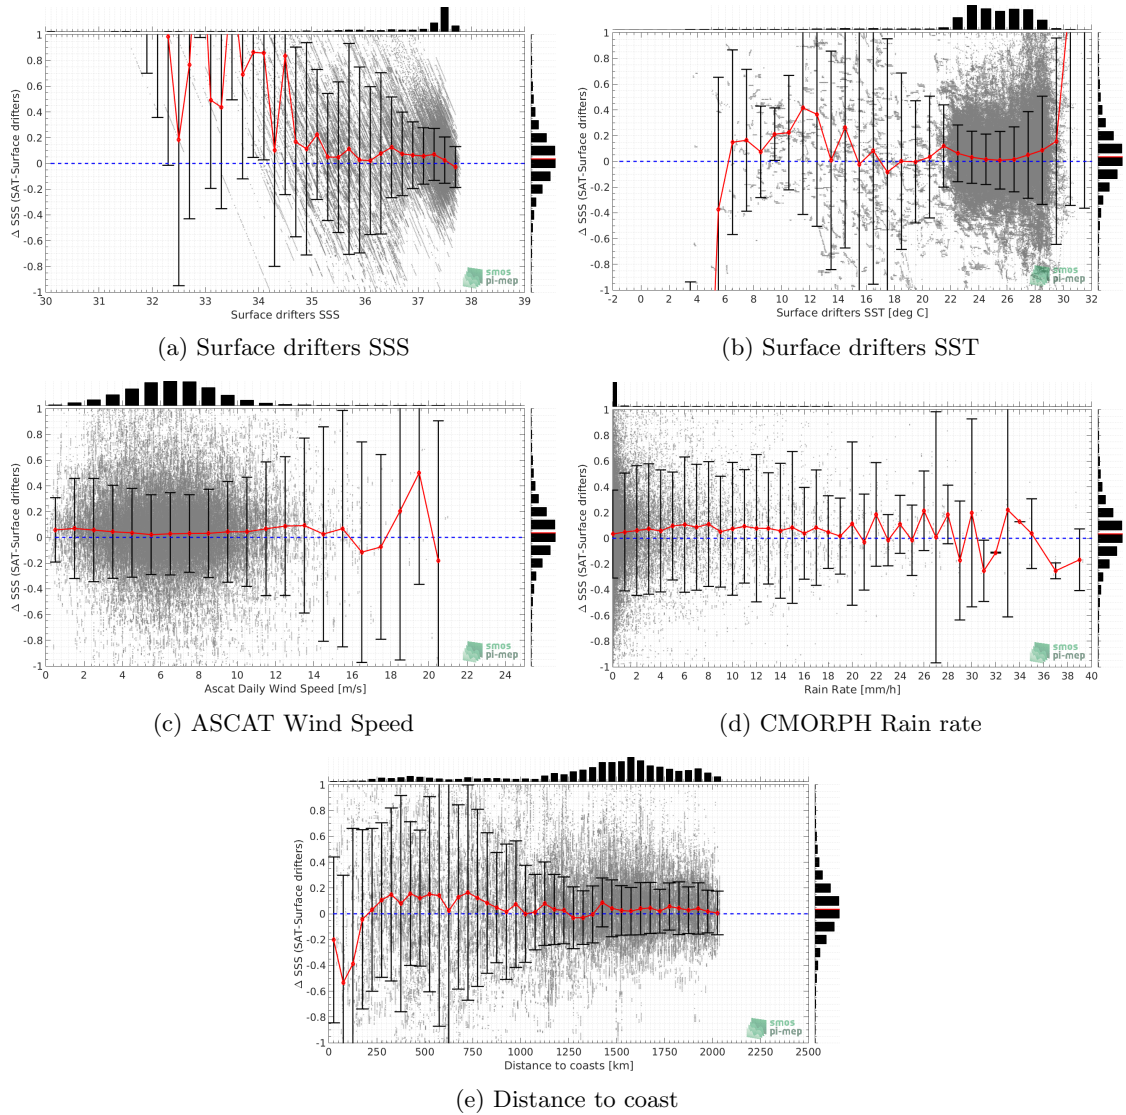 Δ SSS (SAT-Surface drifters)
1
0.8
0.6
0.4
0.2
0
-0.2
-0.4
-0.6
-0.8
-1
smos
pi-mep
30 31 32 33 34 35 36 37 38 39
Surface drifters SSS
(a) Surface drifters SSS
Δ SSS (SAT-Surface drifters)
1
0.8
0.6
0.4
0.2
0
-0.2
-0.4
-0.6
-0.8
-1
smos
pi-mep
-2 0 2 4 6 8 10 12 14 16 18 20 22 24 26 28 30 32
Surface drifters SST [deg C]
(b) Surface drifters SST
Δ SSS (SAT-Surface drifters)
1
0.8
0.6
0.4
0.2
0
-0.2
-0.4
-0.6
-0.8
-1
smos
pi-mep
0 2 4 6 8 10 12 14 16 18 20 22 24
Ascat Daily Wind Speed [m/s]
(c) ASCAT Wind Speed
Δ SSS (SAT-Surface drifters)
1
0.8
0.6
0.4
0.2
0
-0.2
-0.4
-0.6
-0.8
-1
smos
pi-mep
0 2 4 6 8 10 12 14 16 18 20 22 24 26 28 30 32 34 36 38 40
Rain Rate [mm/h]
(d) CMORPH Rain rate
Δ SSS (SAT-Surface drifters)
1
0.8
0.6
0.4
0.2
0
-0.2
-0.4
-0.6
-0.8
-1
smos
pi-mep
0 250 500 750 1000 1250 1500 1750 2000 2250 2500
Distance to coasts [km]
(e) Distance to coast